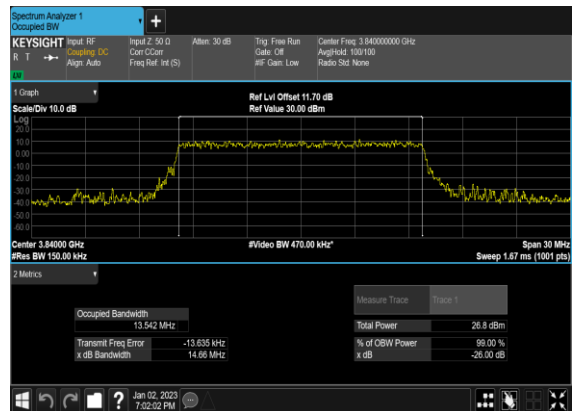 Spectrum Analyzer 1
Occupied BW
+
KEYSIGHT Input: RF Input Z: 50 Ω Atten: 30 dB Trig: Free Run Center Freq: 3.840000000 GHz
R T Coupling: DC Corr CCorr Gate: Off Avg|Hold: 100/100
Align: Auto Freq Ref: Int (S) #IF Gain: Low Radio Std: None
LW
1 Graph Ref Lvl Offset 11.70 dB
Scale/Div 10.0 dB Ref Value 30.00 dBm
Log
20.0
10.0
0.00
-10.0
-20.0
-30.0
-40.0
-50.0
-60.0
Center 3.84000 GHz #Video BW 470.00 kHz* Span 30 MHz
#Res BW 150.00 kHz Sweep 1.67 ms (1001 pts)
2 Metrics
Measure Trace Trace 1
Occupied Bandwidth
13.542 MHz Total Power 26.8 dBm
Transmit Freq Error -13.635 kHz % of OBW Power 99.00 %
x dB Bandwidth 14.66 MHz x dB -26.00 dB
? Jan 02, 2023
7:02:02 PM